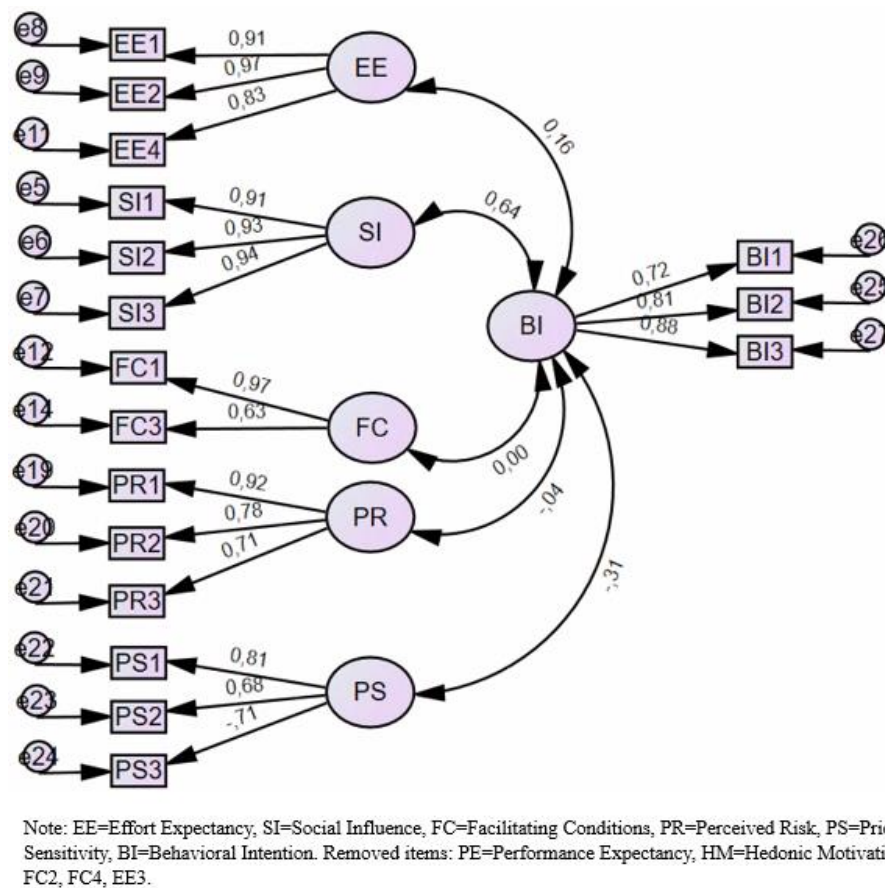 e8
EE1
0,91
EE
e9
EE2
0,97
e11
EE4
0,83
0,16
e5
SI1
0,91
SI
0,64
e6
SI2
0,93
e7
SI3
0,94
BI
0,72
BI1
e26
0,81
BI2
e25
0,88
BI3
e27
e12
FC1
0,97
FC
e14
FC3
0,63
0,00
e19
PR1
0,92
PR
-,04
e20
PR2
0,78
e21
PR3
0,71
-,31
e22
PS1
0,81
PS
e23
PS2
0,68
e24
PS3
-,71
Note: EE=Effort Expectancy, SI=Social Influence, FC=Facilitating Conditions, PR=Perceived Risk,
Sensitivity, BI=Behavioral Intention. Removed items: PE=Performance Expectancy, HM=Hedonic
FC2, FC4, EE3.